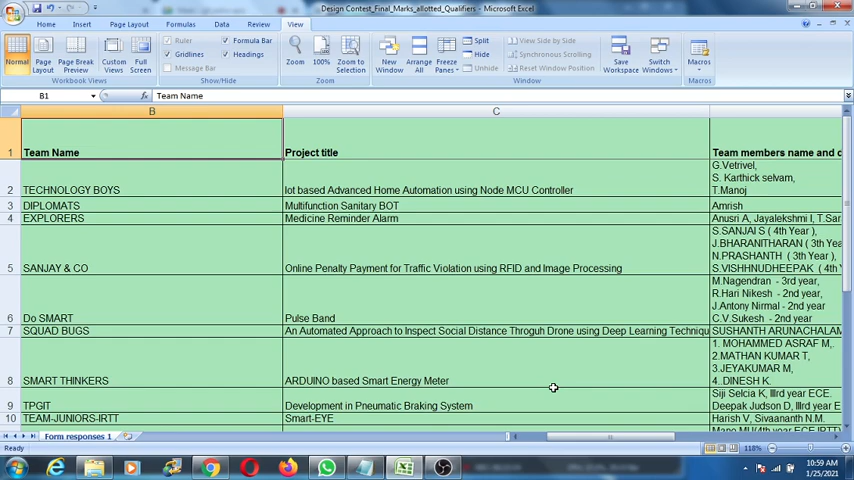 Design Contest_Final_Marks_allotted_Qualifiers - Microsoft Excel
Home Insert Page Layout Formulas Data Review View
Normal Page Layout Page Break Preview Custom Views Full Screen
Workbook Views
Ruler Formula Bar
Gridlines Headings
Message Bar
Show/Hide
Zoom 100% Zoom to Selection
Zoom
New Window Arrange All Freeze Panes
Split
Hide
Unhide
View Side by Side
Synchronous Scrolling
Reset Window Position
Save Workspace Switch Windows
Window
Macros
Macros
B1 fx Team Name
B C
1 Team Name Project title Team members name and d
G.Vetrivel,
S. Karthick selvam,
2 TECHNOLOGY BOYS Iot based Advanced Home Automation using Node MCU Controller T.Manoj
3 DIPLOMATS Multifunction Sanitary BOT Amrish
4 EXPLORERS Medicine Reminder Alarm Anusri A, Jayalekshmi I, T.Sar
S.SANJAI S ( 4th Year ),
J.BHARANITHARAN ( 3th Year
N.PRASHANTH ( 3th Year ),
5 SANJAY & CO Online Penalty Payment for Traffic Violation using RFID and Image Processing S.VISHHNUDHEEPAK ( 4th
M.Nagendran - 3rd year,
R.Hari Nikesh - 2nd year,
J.Antony Nirmal - 2nd year
6 Do SMART Pulse Band C.V.Sukesh - 2nd year
7 SQUAD BUGS An Automated Approach to Inspect Social Distance Throguh Drone using Deep Learning Techniqu SUSHANTH ARUNACHALAM
1. MOHAMMED ASRAF M,.
2.MATHAN KUMAR T,
3.JEYAKUMAR M,
8 SMART THINKERS ARDUINO based Smart Energy Meter 4..DINESH K.
Siji Selcia K, IIIrd year ECE.
9 TPGIT Development in Pneumatic Braking System Deepak Judson D, IIIrd year E
10 TEAM-JUNIORS-IRTT Smart-EYE Harish V, Sivaananth N.M.
Form responses 1
Ready 118%
10:59 AM
1/25/2021